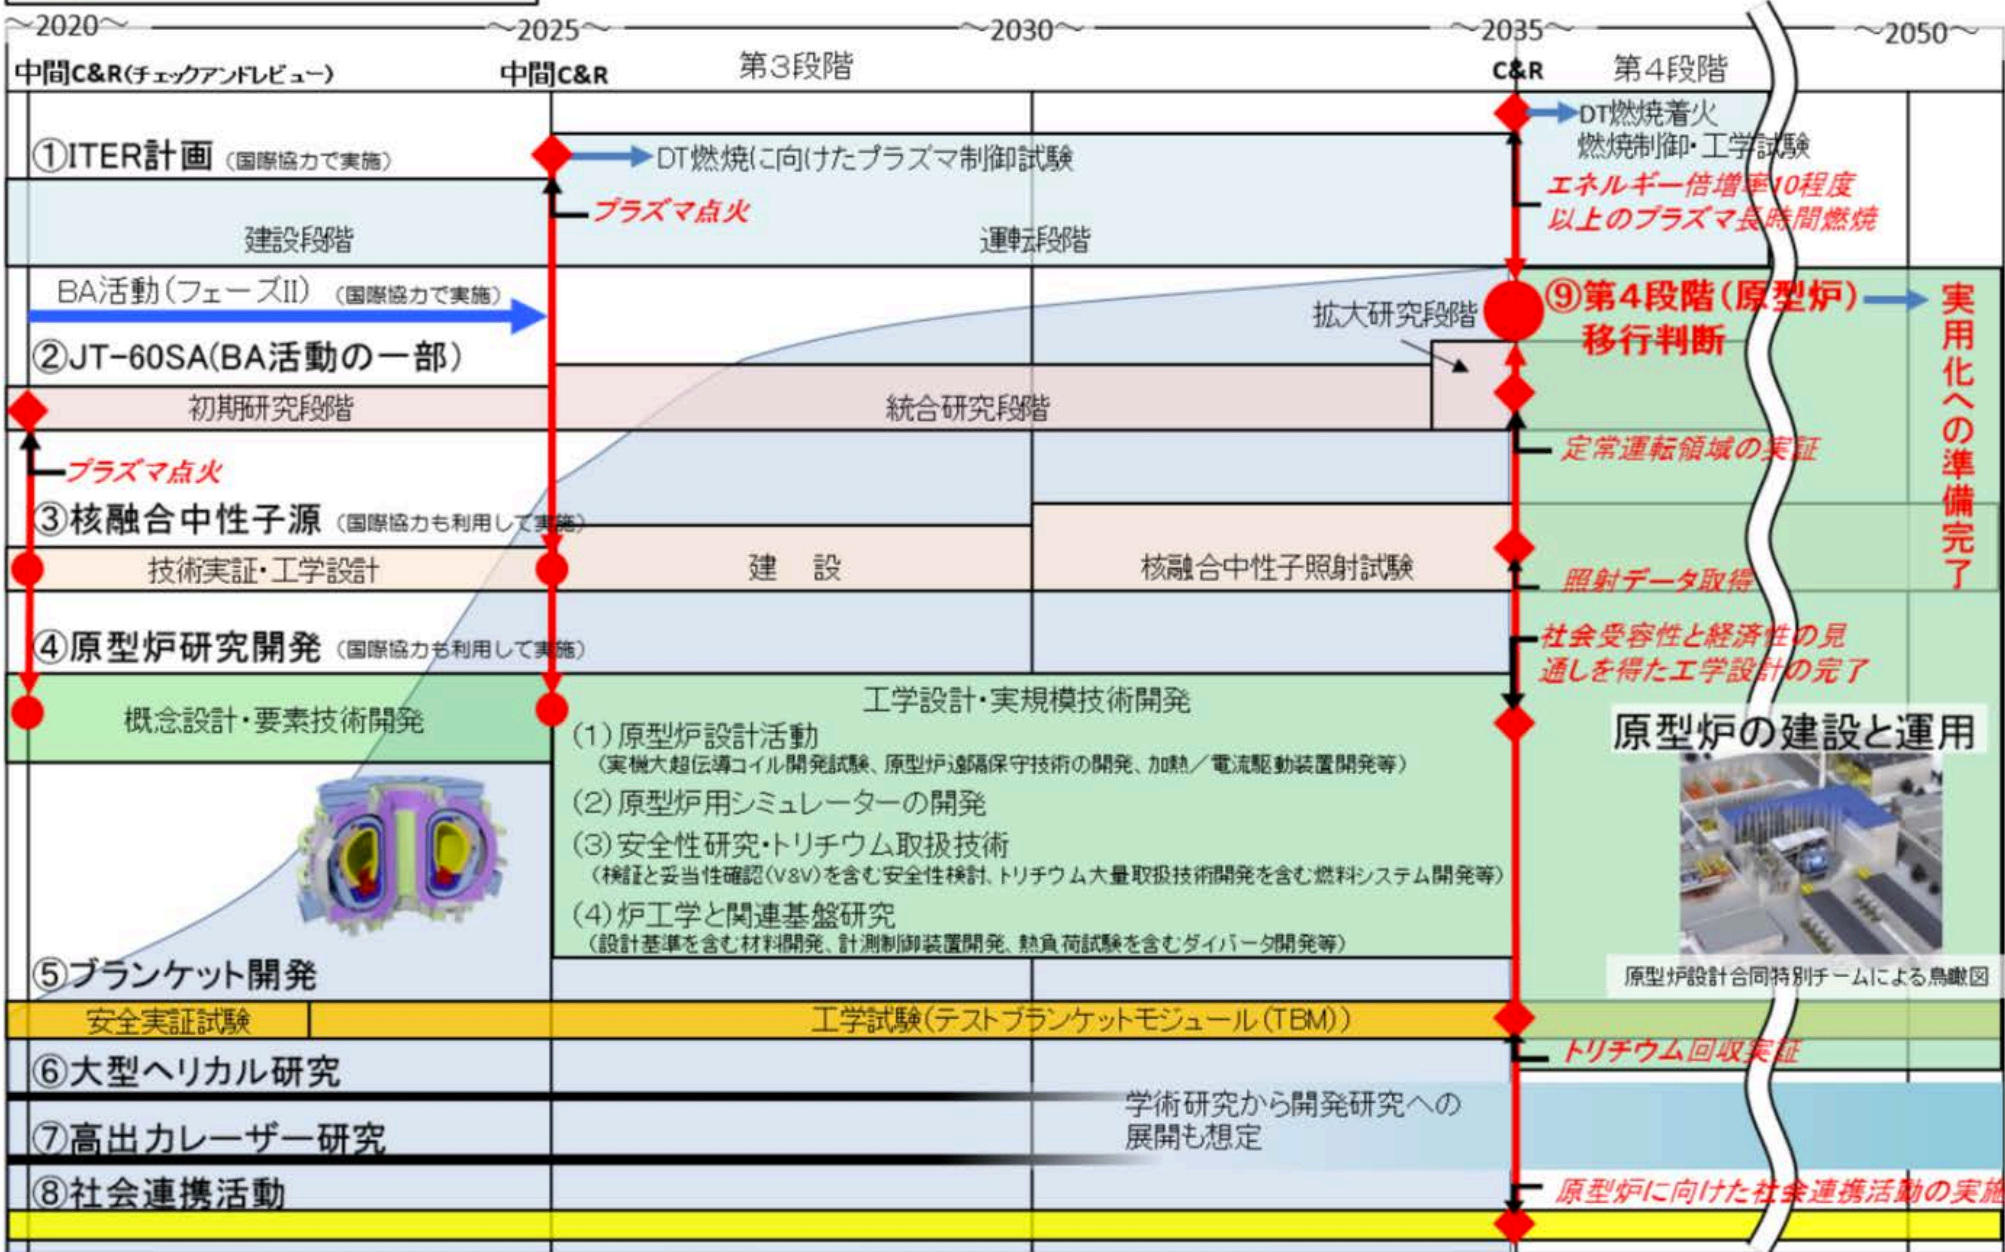 ～2020～
～2025～
～2030～
～2035～
～2050～
中間C&R(チェックアンドレビュー)
中間C&R
第3段階
C&R
第4段階
①ITER計画 (国際協力で実施)
DT燃焼に向けたプラズマ制御試験
DT燃焼着火
燃焼制御・工学試験
プラズマ点火
エネルギー倍増率10程度
以上のプラズマ長時間燃焼
建設段階
運転段階
BA活動(フェーズII) (国際協力で実施)
拡大研究段階
⑨第4段階(原型炉)
移行判断
実用化への準備完了
②JT-60SA(BA活動の一部)
初期研究段階
統合研究段階
プラズマ点火
定常運転領域の実証
③核融合中性子源 (国際協力も利用して実施)
技術実証・工学設計
建 設
核融合中性子照射試験
照射データ取得
④原型炉研究開発 (国際協力も利用して実施)
社会受容性と経済性の見
通しを得た工学設計の完了
概念設計・要素技術開発
工学設計・実規模技術開発
(1)原型炉設計活動
(実機大超伝導コイル開発試験、原型炉遠隔保守技術の開発、加熱／電流駆動装置開発等)
(2)原型炉用シミュレーターの開発
(3)安全性研究・トリチウム取扱技術
(検証と妥当性確認(V&V)を含む安全性検討、トリチウム大量取扱技術開発を含む燃料システム開発等)
(4)炉工学と関連基盤研究
(設計基準を含む材料開発、計測制御装置開発、熱負荷試験を含むダイバータ開発等)
原型炉の建設と運用
原型炉設計合同特別チームによる鳥瞰図
⑤ブランケット開発
安全実証試験
工学試験(テストブランケットモジュール(TBM))
トリチウム回収実証
⑥大型ヘリカル研究
学術研究から開発研究への
展開も想定
⑦高出力レーザー研究
⑧社会連携活動
原型炉に向けた社会連携活動の実施